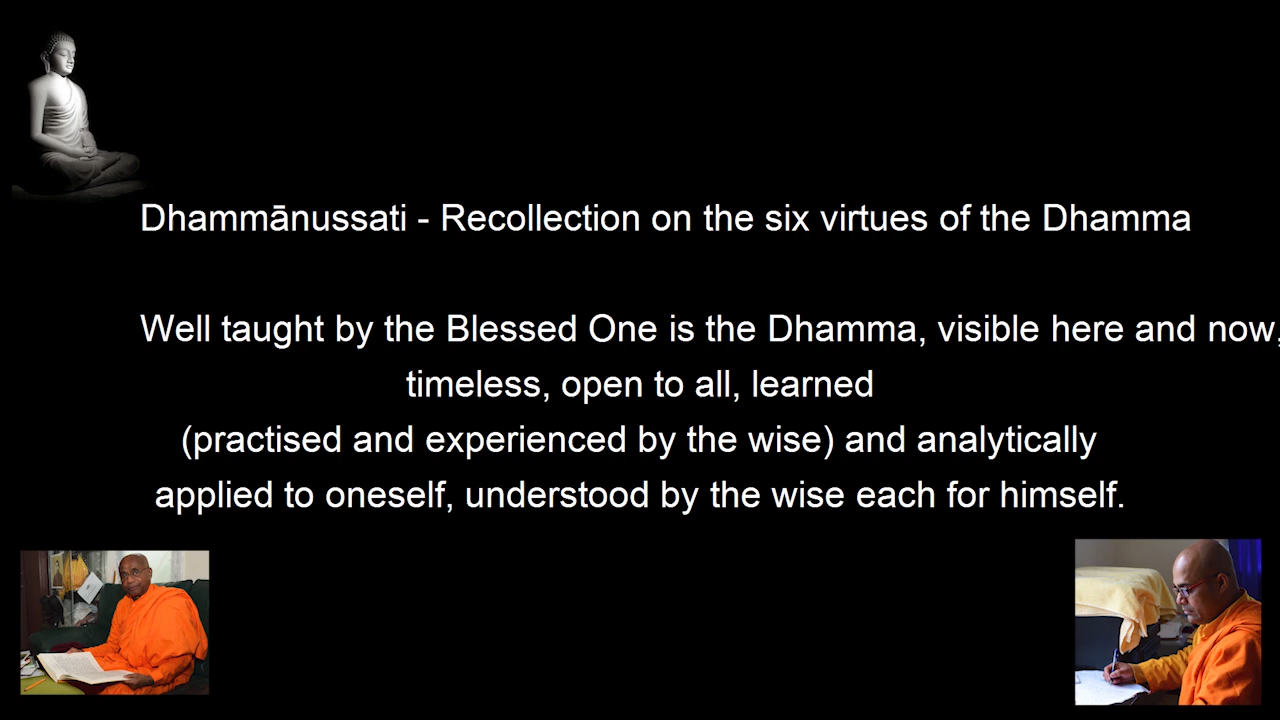 Dhammānussati - Recollection on the six virtues of the Dhamma
Well taught by the Blessed One is the Dhamma, visible here and now,
timeless, open to all, learned
(practised and experienced by the wise) and analytically
applied to oneself, understood by the wise each for himself.